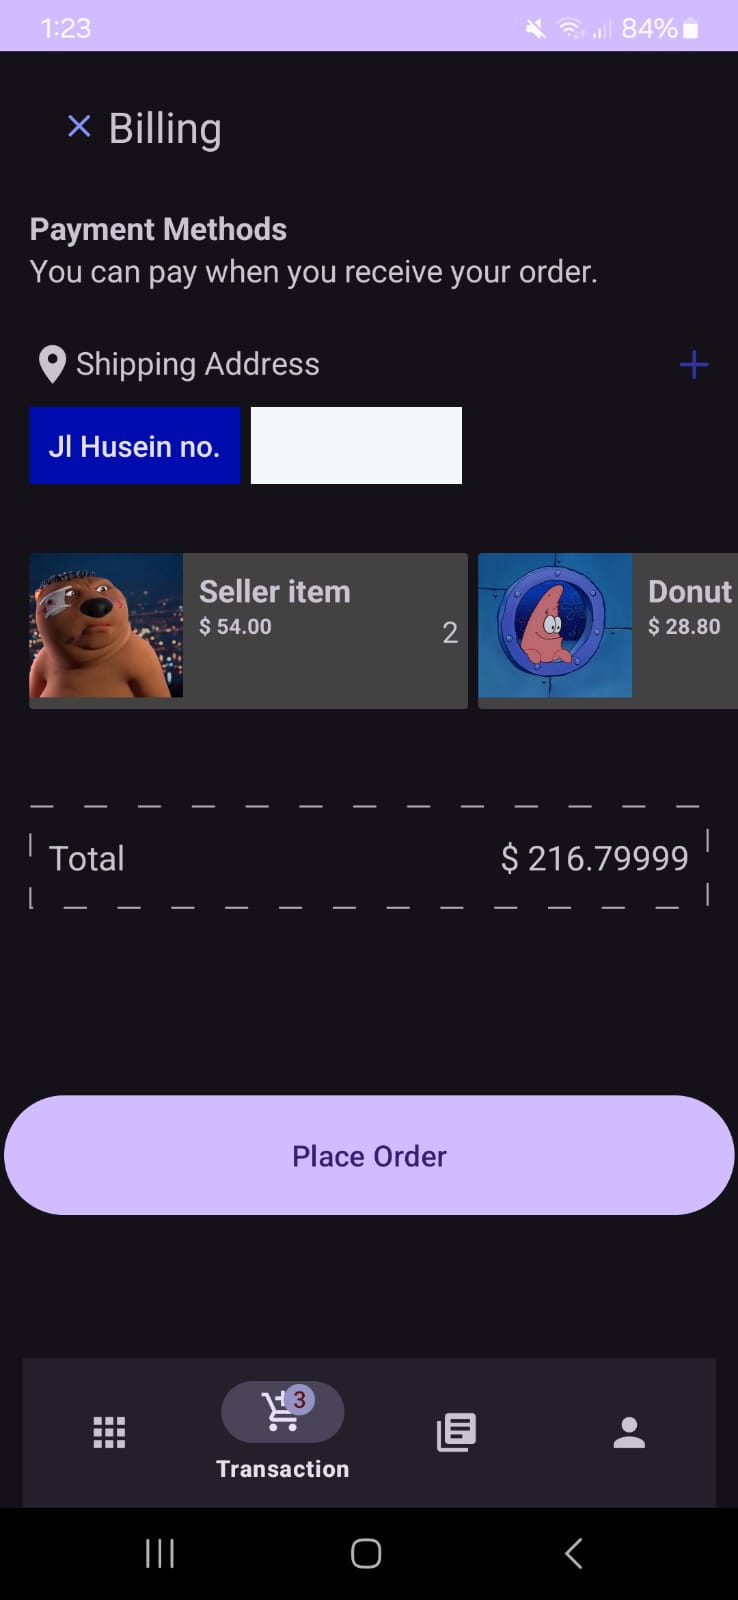 1:23
84%
Billing
Payment Methods
You can pay when you receive your order.
Shipping Address
Jl Husein no.
Seller item
$ 54.00
2
Donut
$ 28.80
Total
$ 216.79999
Place Order
3
Transaction